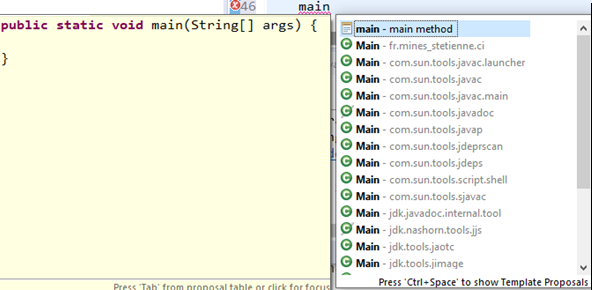 46 main
public static void main(String[] args) {
}
Press 'Tab' from proposal table or click for focus
main - main method
Main - fr.mines_stetienne.ci
Main - com.sun.tools.javac.launcher
Main - com.sun.tools.javac
Main - com.sun.tools.javac.main
Main - com.sun.tools.javadoc
Main - com.sun.tools.javap
Main - com.sun.tools.jdeprscan
Main - com.sun.tools.jdeps
Main - com.sun.tools.script.shell
Main - com.sun.tools.sjavac
Main - jdk.javadoc.internal.tool
Main - jdk.nashorn.tools.jjs
Main - jdk.tools.jaotc
Main - jdk.tools.jimage
Press 'Ctrl+Space' to show Template Proposals